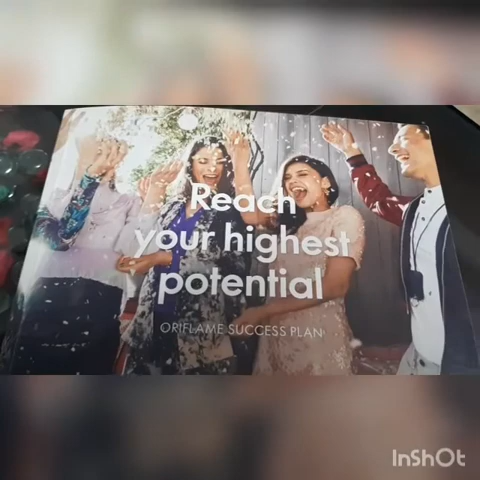 Reach
your highest
potential
ORIFLAME SUCCESS PLAN
InShOt